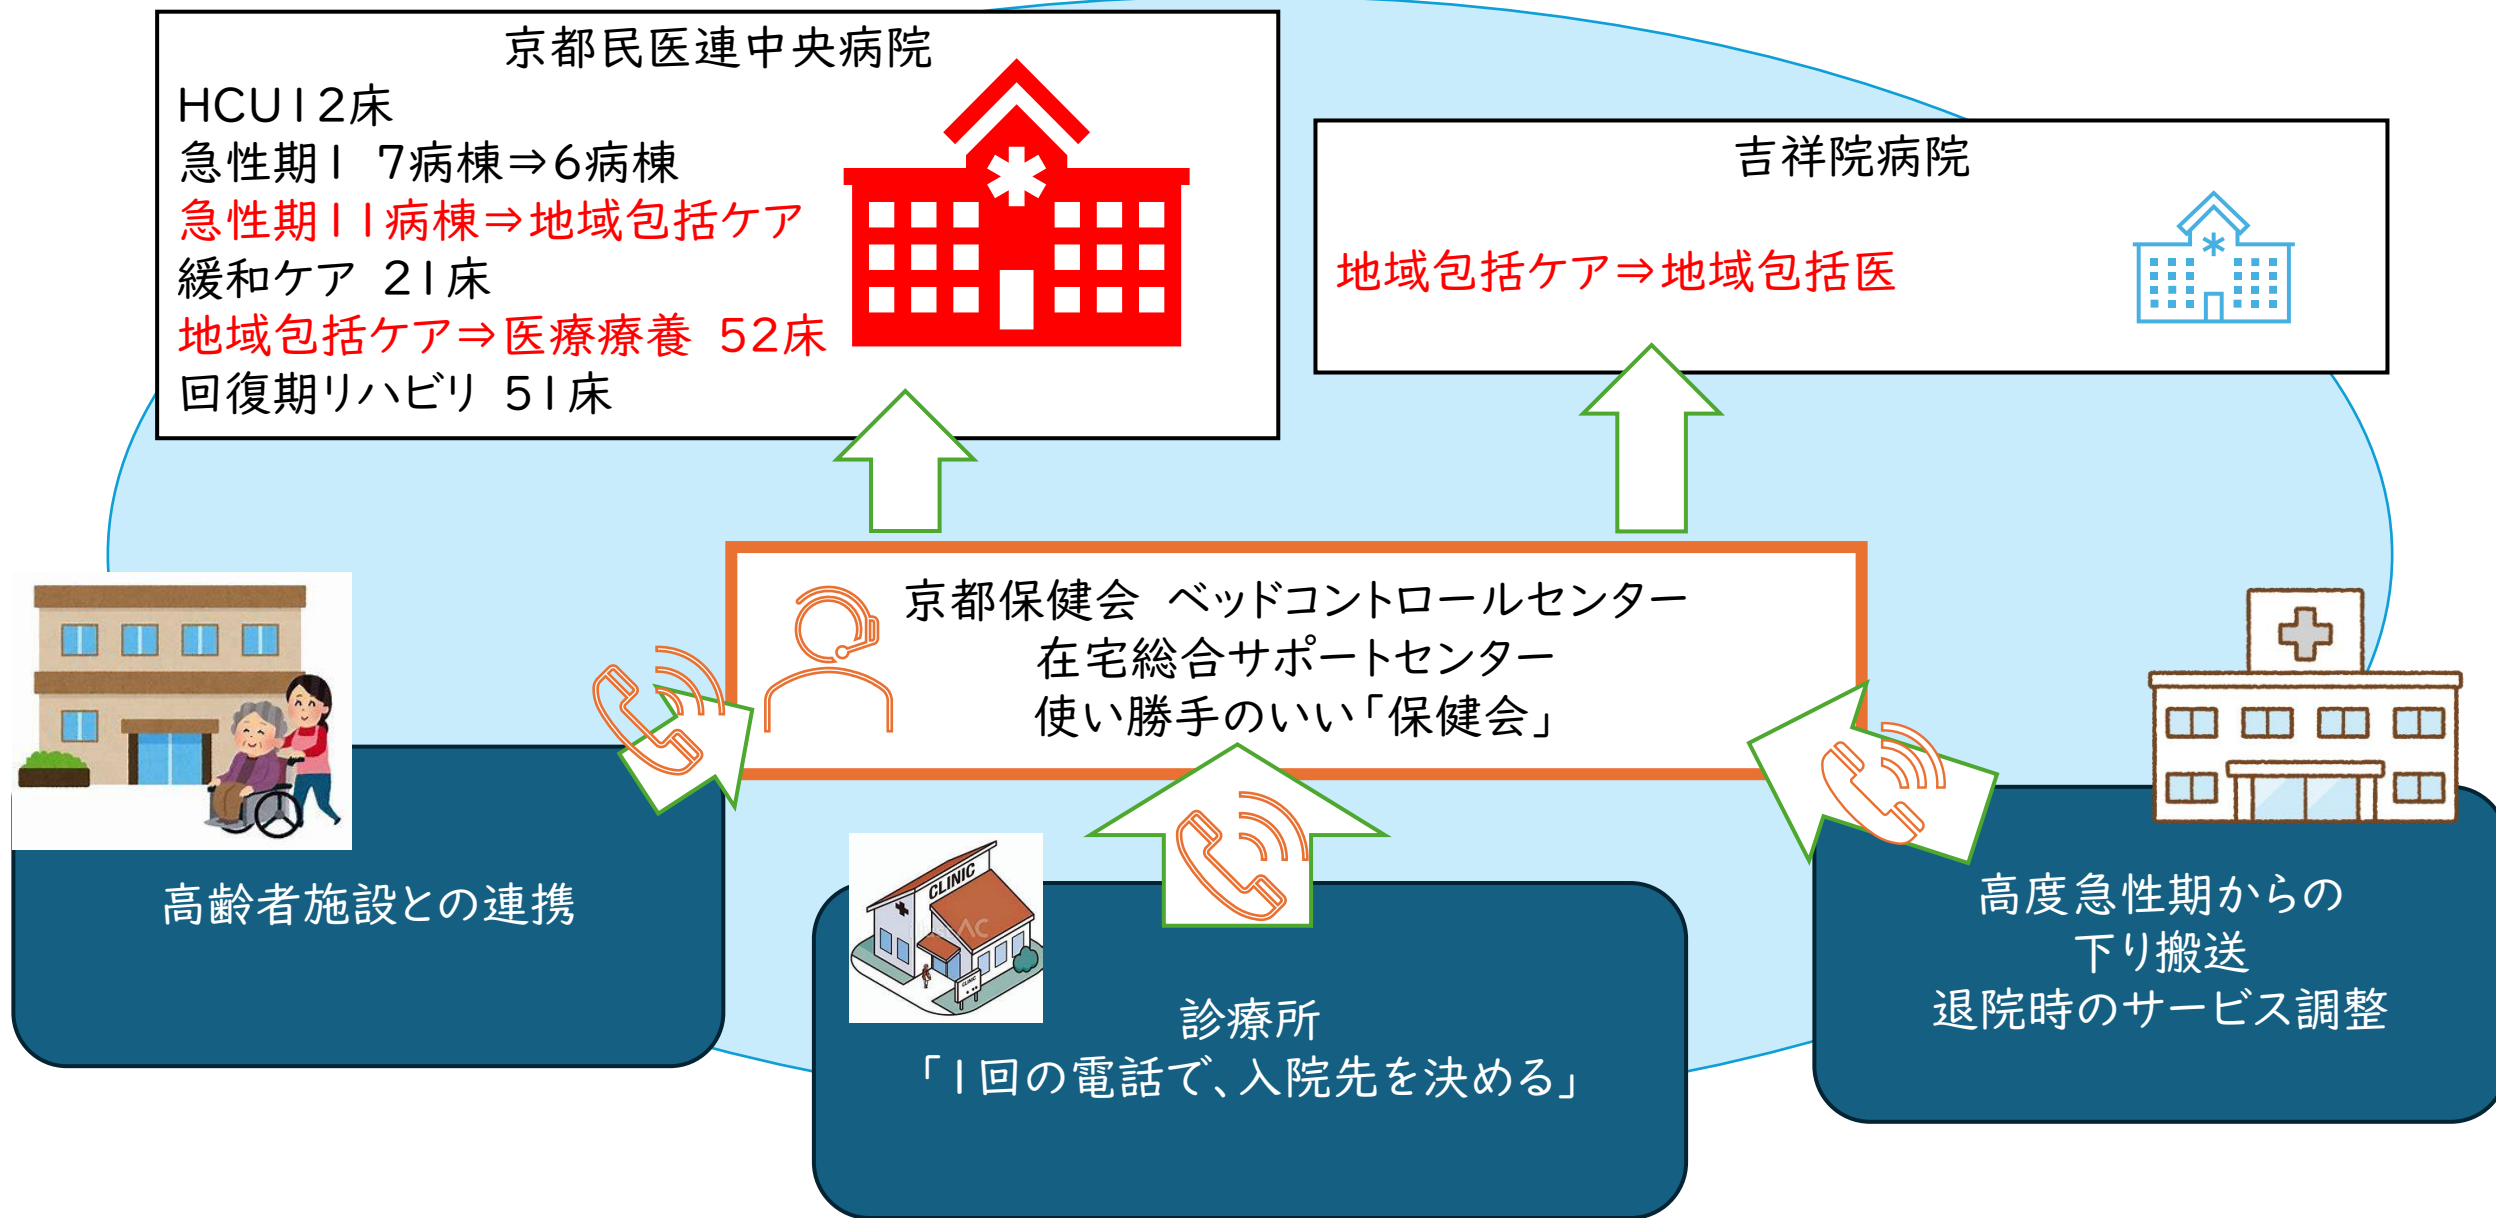 京都民医連中央病院
HCU12床
急性期1 7病棟⇒6病棟
急性期11病棟⇒地域包括ケア
緩和ケア 21床
地域包括ケア⇒医療療養 52床
回復期リハビリ 51床
吉祥院病院
地域包括ケア⇒地域包括医
京都保健会 ベッドコントロールセンター
在宅総合サポートセンター
使い勝手のいい「保健会」
高齢者施設との連携
CLINIC
CLINIC
診療所
「1回の電話で、入院先を決める」
高度急性期からの
下り搬送
退院時のサービス調整